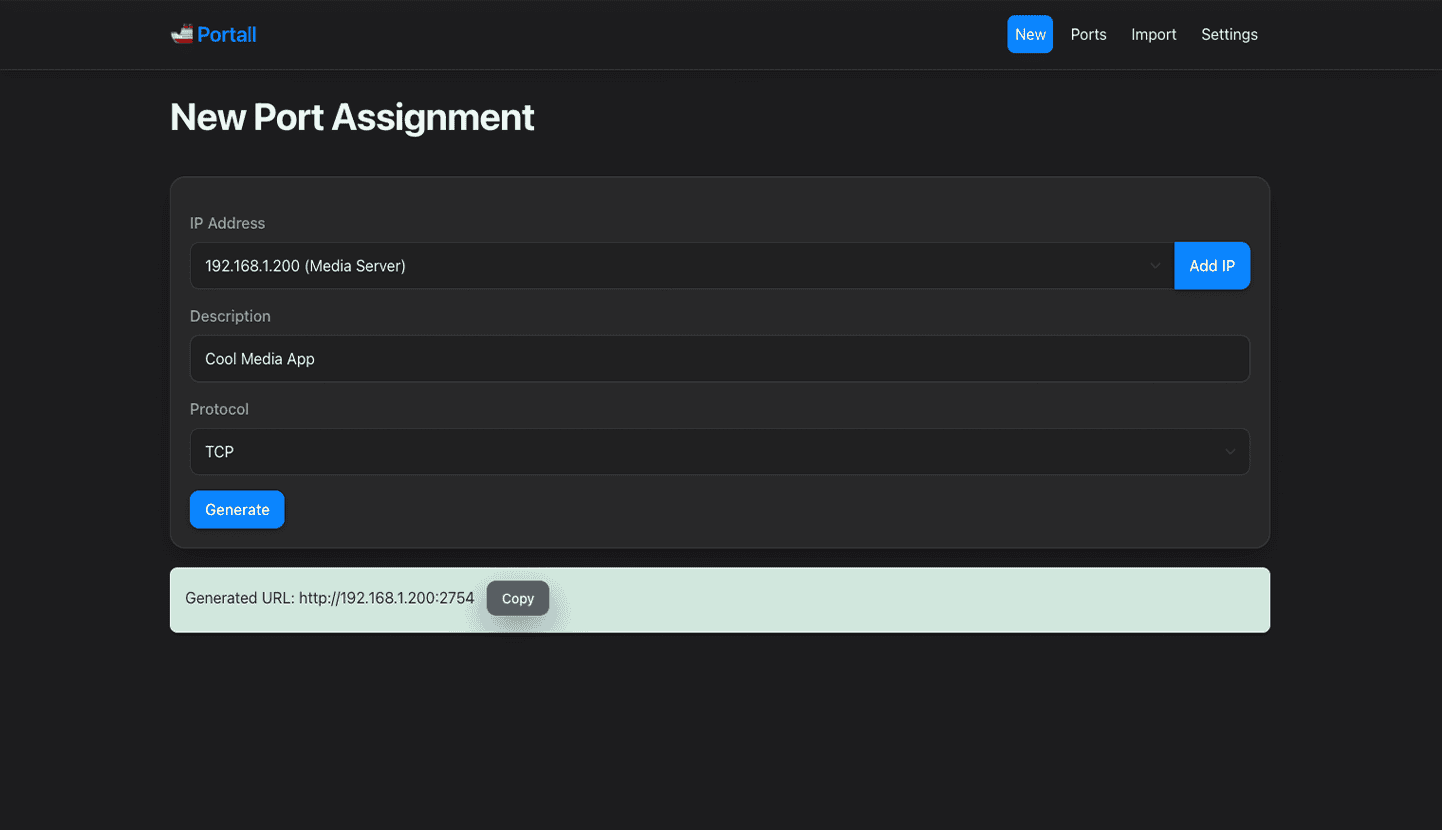 Portall
New Ports Import Settings
New Port Assignment
IP Address
192.168.1.200 (Media Server) Add IP
Description
Cool Media App
Protocol
TCP
Generate
Generated URL: http://192.168.1.200:2754 Copy